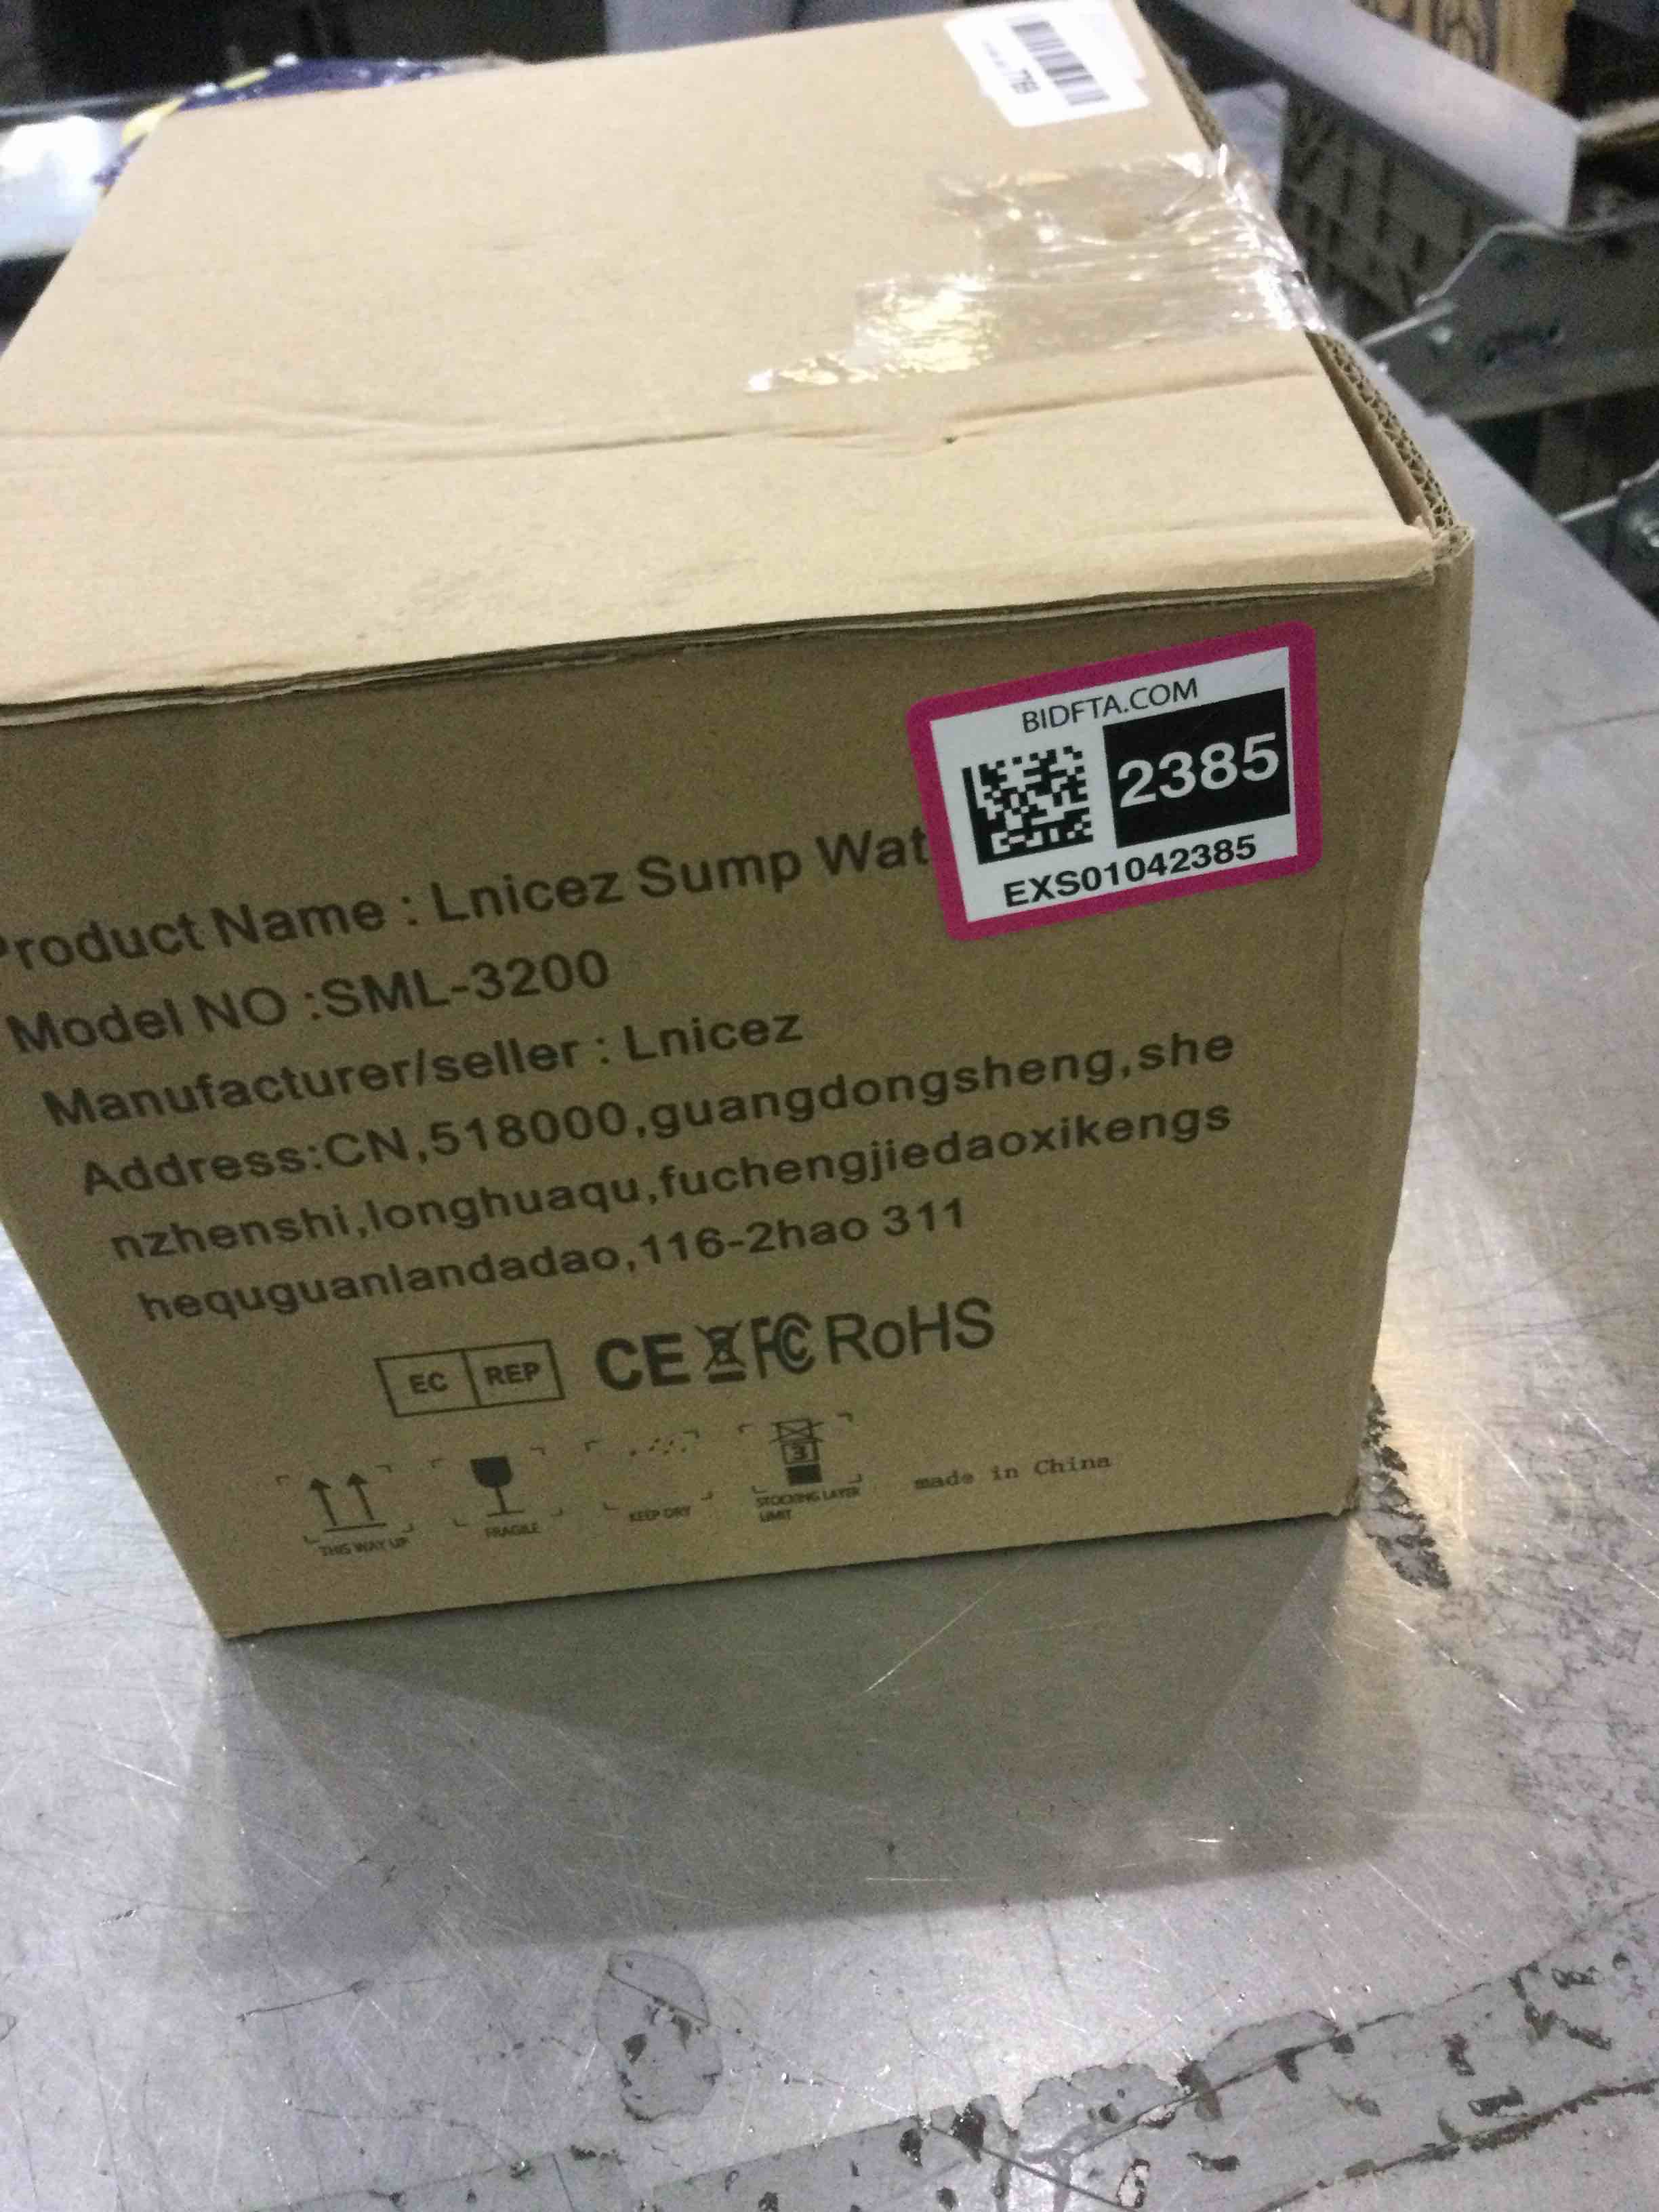 BIDFTA.COM
2385
EXS01042385
Product Name : Lnicez Sump Wat
Model NO :SML-3200
Manufacturer/seller : Lnicez
Address:CN,518000,guangdongsheng,she
nzhenshi,longhuaqu,fuchengjiedaoxikengs
hequguanlandadao,116-2hao 311
EC REP CE FC RoHS
3
THIS WAY UP
FRAGILE
KEEP DRY
STOCKING LAYER
LIMIT
made in China